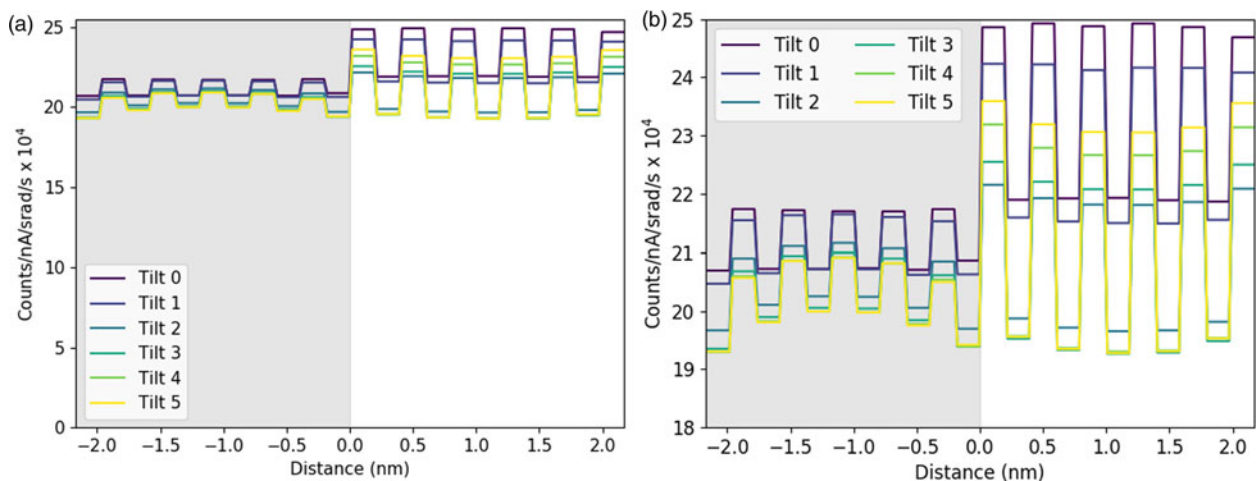 (a)
25
20
15
10
5
0
Counts/nA/srad/s x 10⁴
Tilt 0
Tilt 1
Tilt 2
Tilt 3
Tilt 4
Tilt 5
−2.0 −1.5 −1.0 −0.5 0.0 0.5 1.0 1.5 2.0
Distance (nm)
(b)
25
24
23
22
21
20
19
18
Counts/nA/srad/s x 10⁴
Tilt 0 Tilt 3
Tilt 1 Tilt 4
Tilt 2 Tilt 5
−2.0 −1.5 −1.0 −0.5 0.0 0.5 1.0 1.5 2.0
Distance (nm)